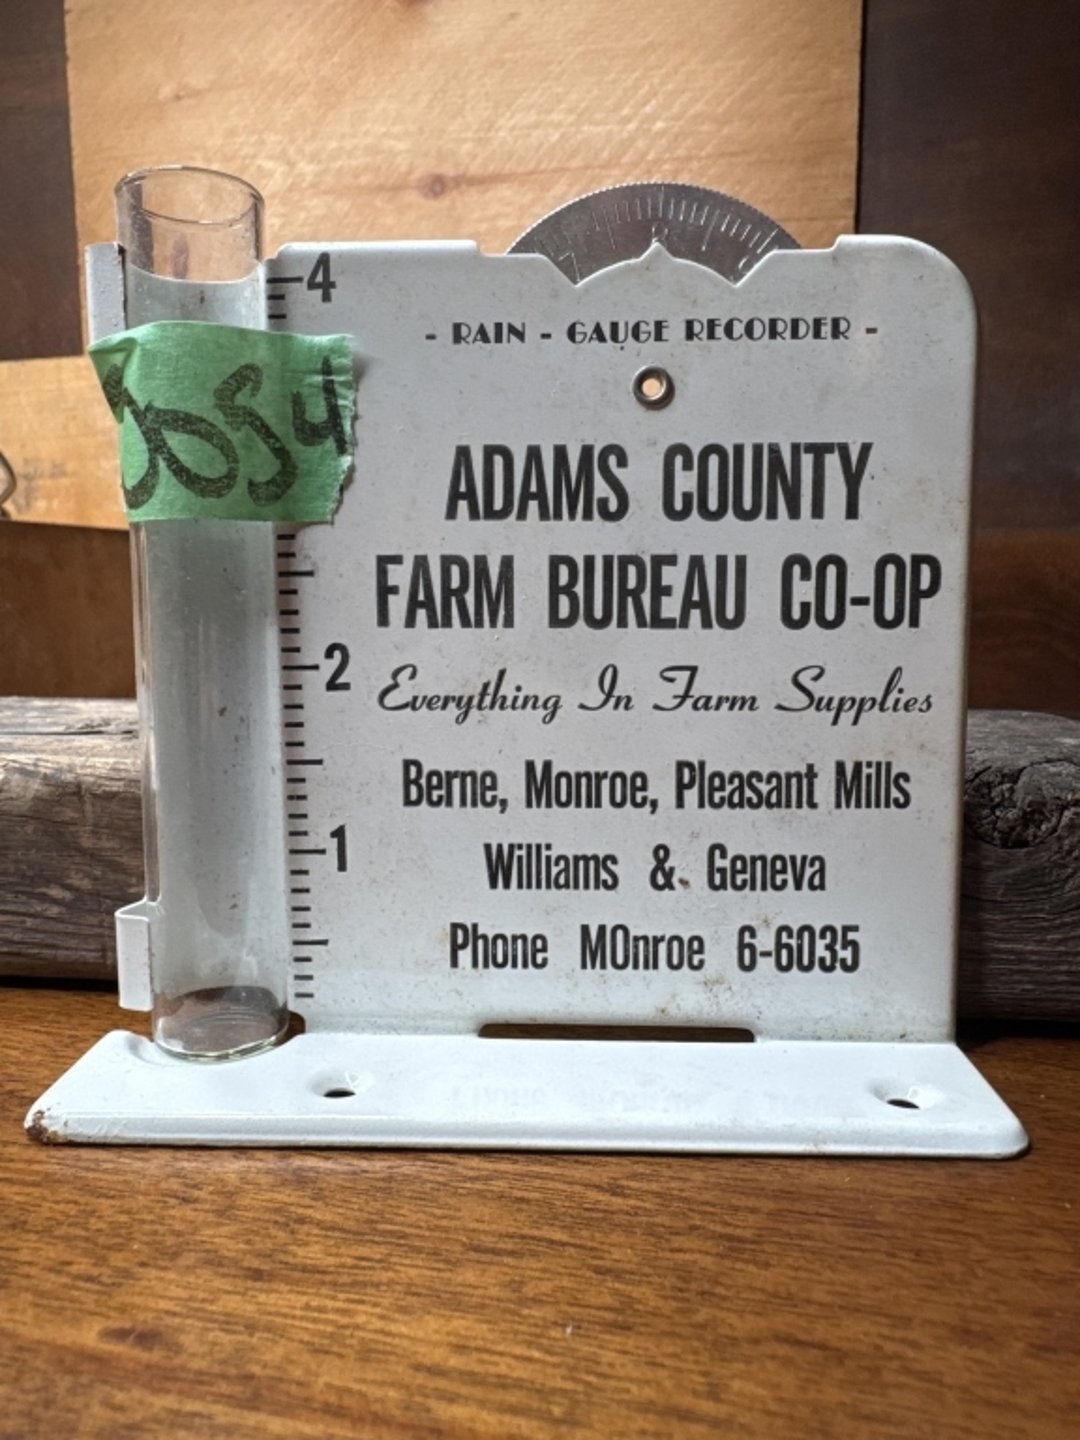 4
- RAIN - GAUGE RECORDER -
ADAMS COUNTY
FARM BUREAU CO-OP
2
Everything In Farm Supplies
Berne, Monroe, Pleasant Mills
1
Williams & Geneva
Phone MOnroe 6-6035